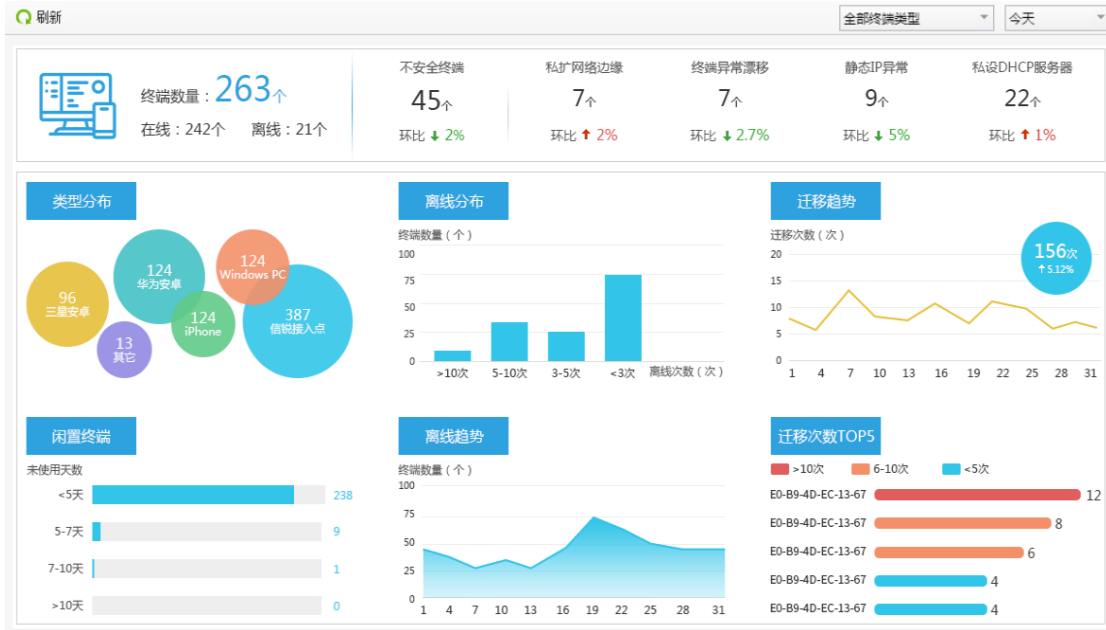 刷新
全部终端类型
今天
终端数量：263个
在线：242个 离线：21个
不安全终端
45个
环比 ↓ 2%
私扩网络边缘
7个
环比 ↑ 2%
终端异常漂移
7个
环比 ↓ 2.7%
静态IP异常
9个
环比 ↓ 5%
私设DHCP服务器
22个
环比 ↑ 1%
类型分布
96
三星安卓
124
华为安卓
124
Windows PC
13
其它
124
iPhone
387
信锐接入点
离线分布
终端数量（个）
100
75
50
25
0
>10次 5-10次 3-5次 <3次 离线次数（次）
迁移趋势
迁移次数（次）
156次
↑5.12%
20
15
10
5
0
1 4 7 10 13 16 19 22 25 28 31
闲置终端
未使用天数
<5天 238
5-7天 9
7-10天 1
>10天 0
离线趋势
终端数量（个）
100
75
50
25
0
1 4 7 10 13 16 19 22 25 28 31
迁移次数TOP5
>10次 6-10次 <5次
E0-B9-4D-EC-13-67 12
E0-B9-4D-EC-13-67 8
E0-B9-4D-EC-13-67 6
E0-B9-4D-EC-13-67 4
E0-B9-4D-EC-13-67 4